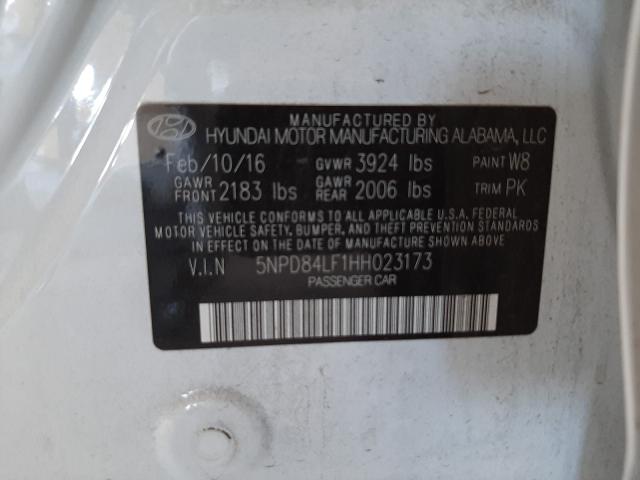 MANUFACTURED BY
HYUNDAI MOTOR MANUFACTURING ALABAMA, LLC
Feb/10/16 GVWR 3924 lbs PAINT W8
GAWR FRONT 2183 lbs GAWR REAR 2006 lbs TRIM PK
THIS VEHICLE CONFORMS TO ALL APPLICABLE U.S.A. FEDERAL
MOTOR VEHICLE SAFETY, BUMPER, AND THEFT PREVENTION STANDARDS
IN EFFECT ON THE DATE OF MANUFACTURE SHOWN ABOVE.
V.I.N 5NPD84LF1HH023173
PASSENGER CAR